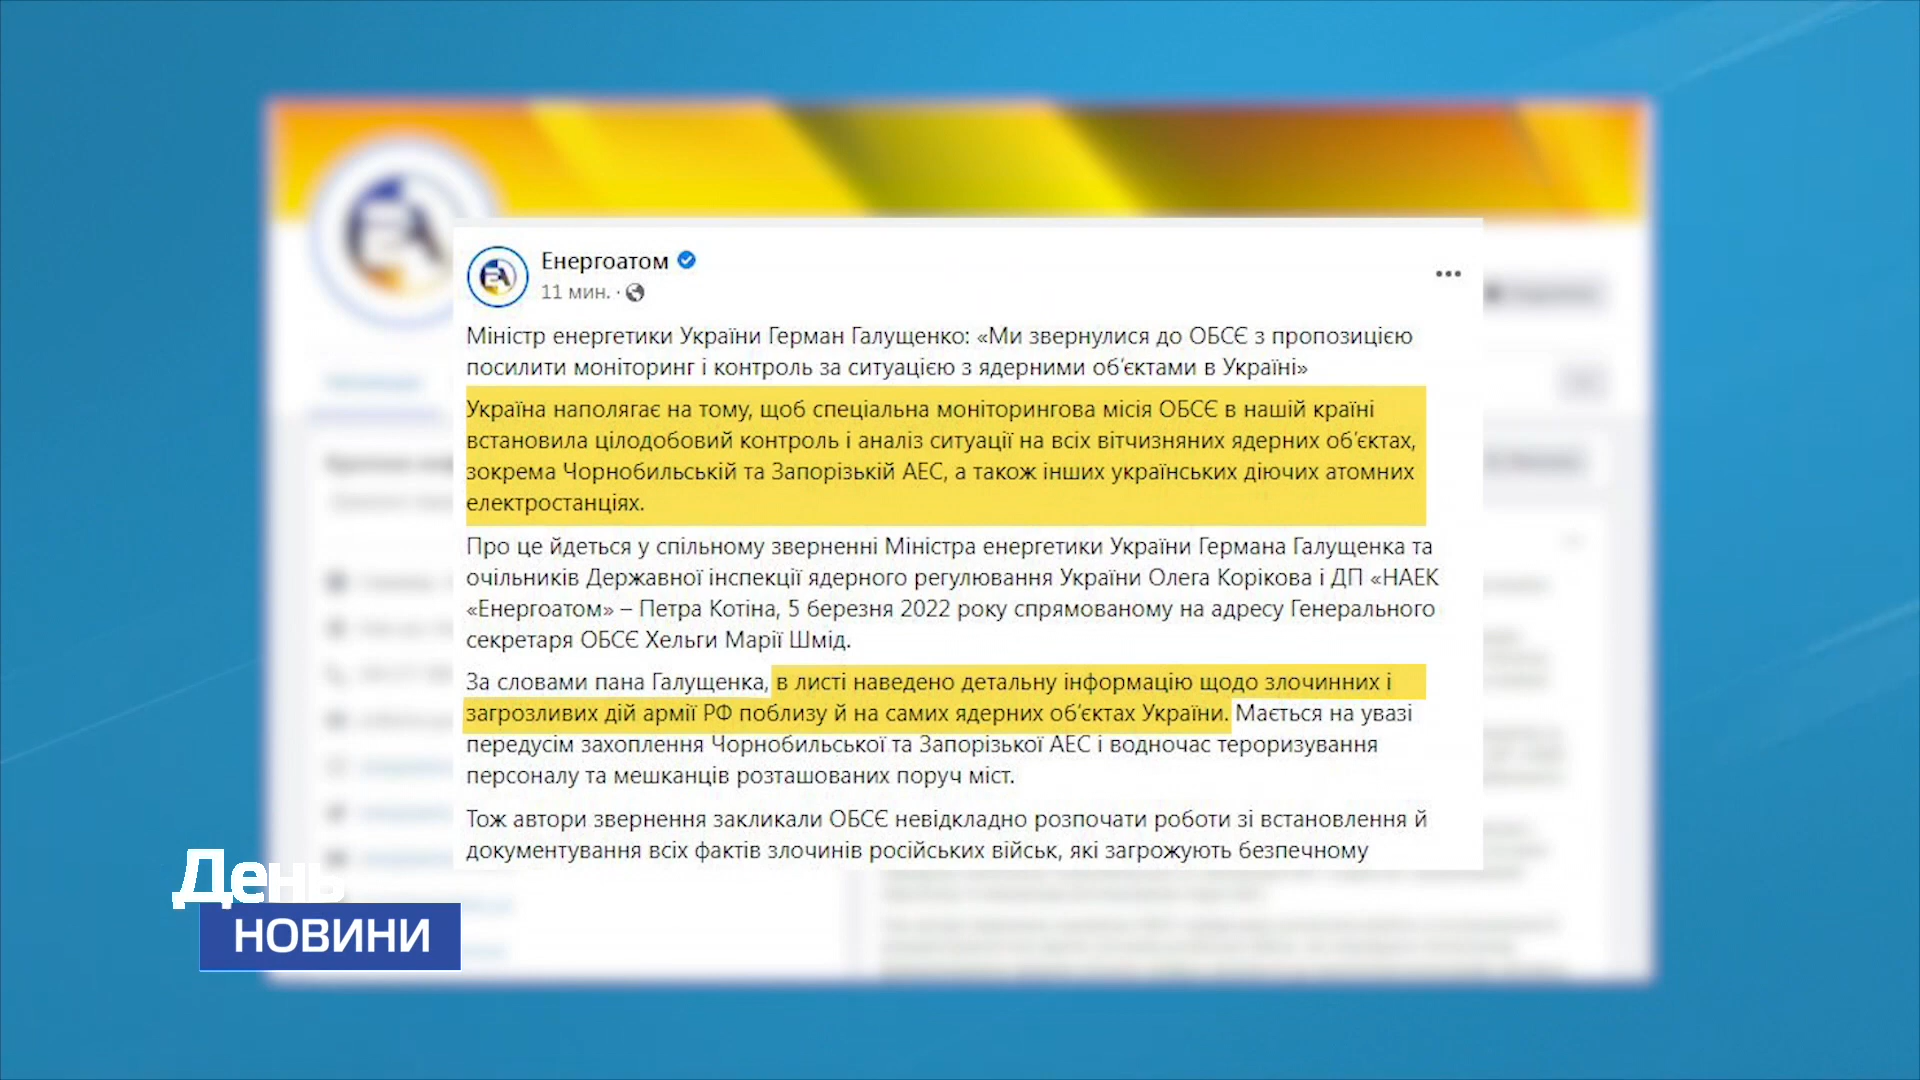 Енергоатом
11 мин. ·
Міністр енергетики України Герман Галущенко: «Ми звернулися до ОБСЄ з пропозицією
посилити моніторинг і контроль за ситуацією з ядерними об’єктами в Україні»
Україна наполягає на тому, щоб спеціальна моніторингова місія ОБСЄ в нашій країні
встановила цілодобовий контроль і аналіз ситуації на всіх вітчизняних ядерних об’єктах,
зокрема Чорнобильській та Запорізькій АЕС, а також інших українських діючих атомних
електростанціях.
Про це йдеться у спільному зверненні Міністра енергетики України Германа Галущенка та
очільників Державної інспекції ядерного регулювання України Олега Корікова і ДП «НАЕК
«Енергоатом» – Петра Котіна, 5 березня 2022 року спрямованому на адресу Генерального
секретаря ОБСЄ Хельги Марії Шмід.
За словами пана Галущенка, в листі наведено детальну інформацію щодо злочинних і
загрозливих дій армії РФ поблизу й на самих ядерних об’єктах України. Мається на увазі
передусім захоплення Чорнобильської та Запорізької АЕС і водночас тероризування
персоналу та мешканців розташованих поруч міст.
Тож автори звернення закликали ОБСЄ невідкладно розпочати роботи зі встановлення й
документування всіх фактів злочинів російських військ, які загрожують безпечному
День
НОВИНИ